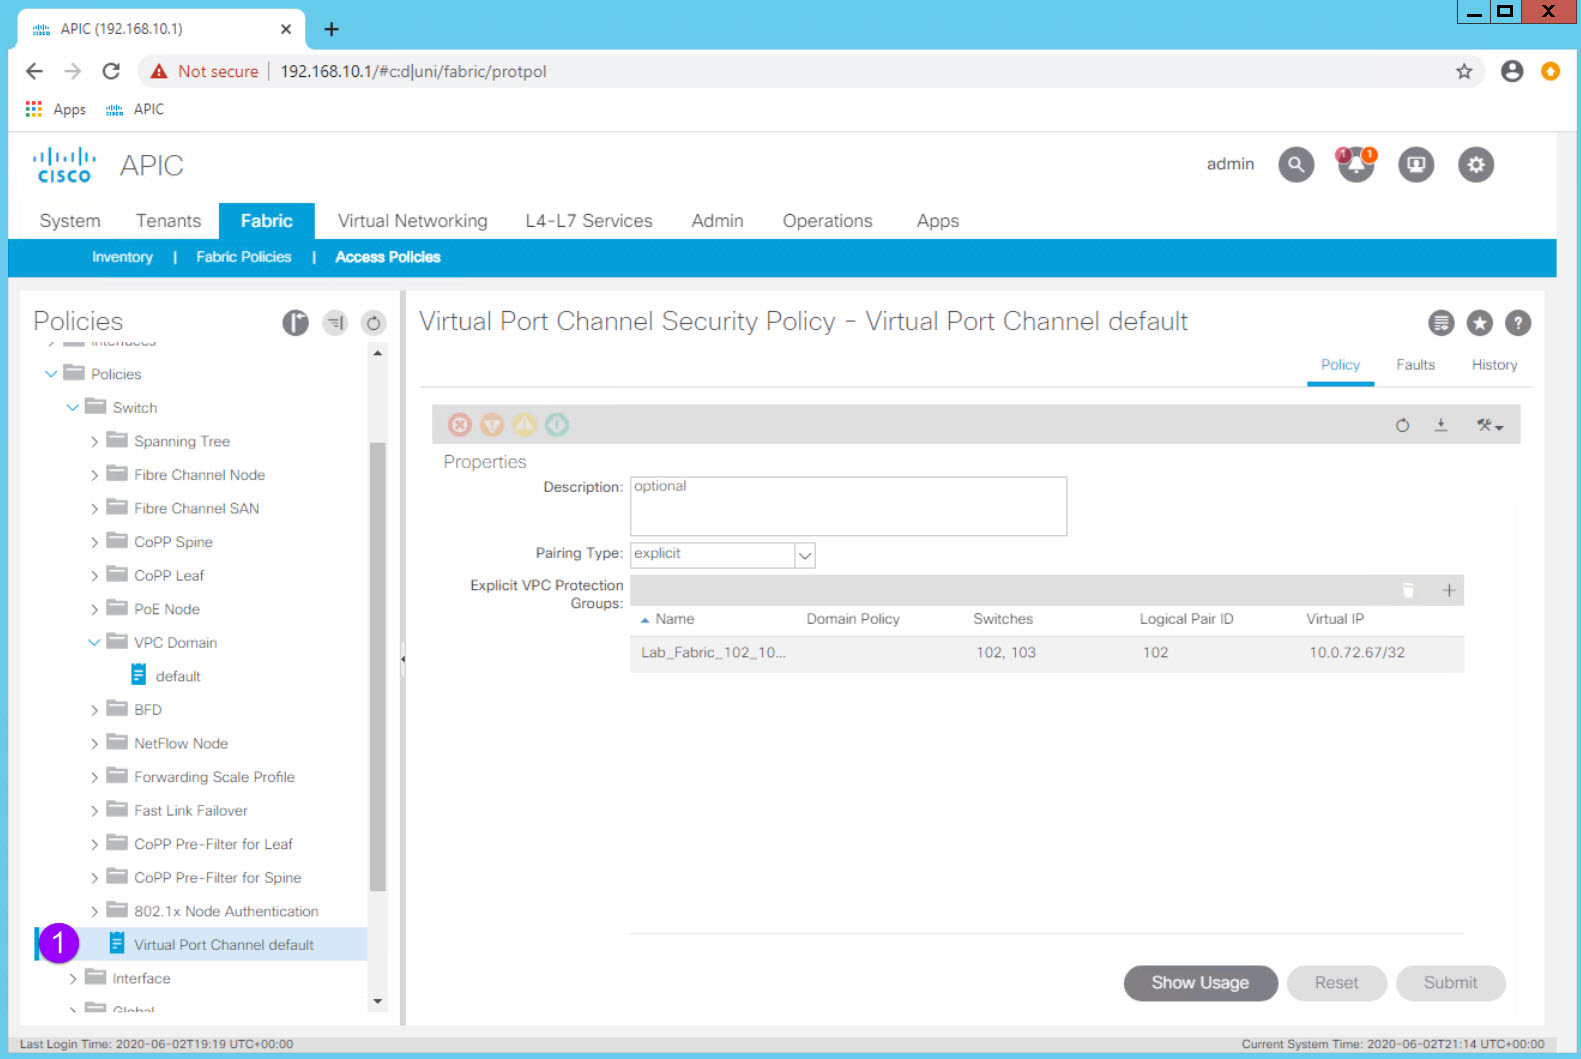 APIC (192.168.10.1)
Not secure
192.168.10.1/#c:d|uni/fabric/protpol
Apps
APIC
CISCO
APIC
admin
1
1
System
Tenants
Fabric
Virtual Networking
L4-L7 Services
Admin
Operations
Apps
Inventory | Fabric Policies | Access Policies
Policies
Interfaces
Policies
Switch
Spanning Tree
Fibre Channel Node
Fibre Channel SAN
CoPP Spine
CoPP Leaf
PoE Node
VPC Domain
default
BFD
NetFlow Node
Forwarding Scale Profile
Fast Link Failover
CoPP Pre-Filter for Leaf
CoPP Pre-Filter for Spine
802.1x Node Authentication
1
Virtual Port Channel default
Interface
Global
Virtual Port Channel Security Policy - Virtual Port Channel default
Policy
Faults
History
Properties
Description: optional
Pairing Type: explicit
Explicit VPC Protection
Groups:
Name
Domain Policy
Switches
Logical Pair ID
Virtual IP
Lab_Fabric_102_10...
102, 103
102
10.0.72.67/32
Show Usage
Reset
Submit
Last Login Time: 2020-06-02T19:19 UTC+00:00
Current System Time: 2020-06-02T21:14 UTC+00:00